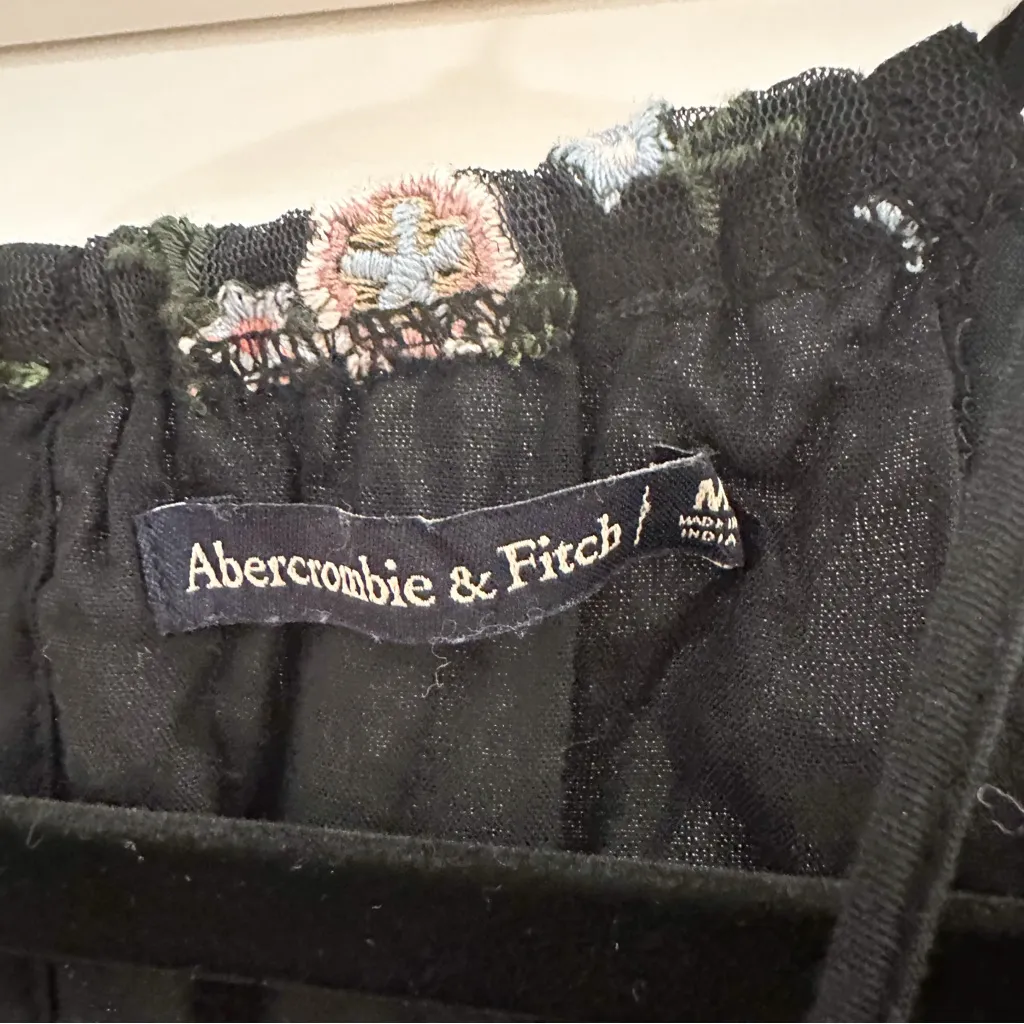 Abercrombie & Fitch / M
MADE IN
INDIA